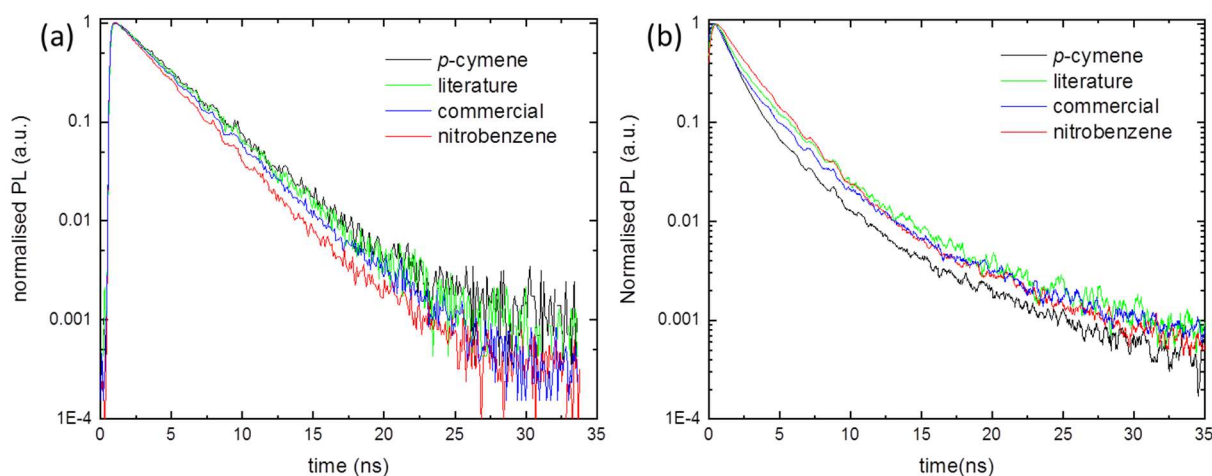 (a)
p-cymene
literature
commercial
nitrobenzene
normalised PL (a.u.)
1
0.1
0.01
0.001
1E-4
0 5 10 15 20 25 30 35
time (ns)
(b)
p-cymene
literature
commercial
nitrobenzene
Normalised PL (a.u.)
1
0.1
0.01
0.001
1E-4
0 5 10 15 20 25 30 35
time(ns)